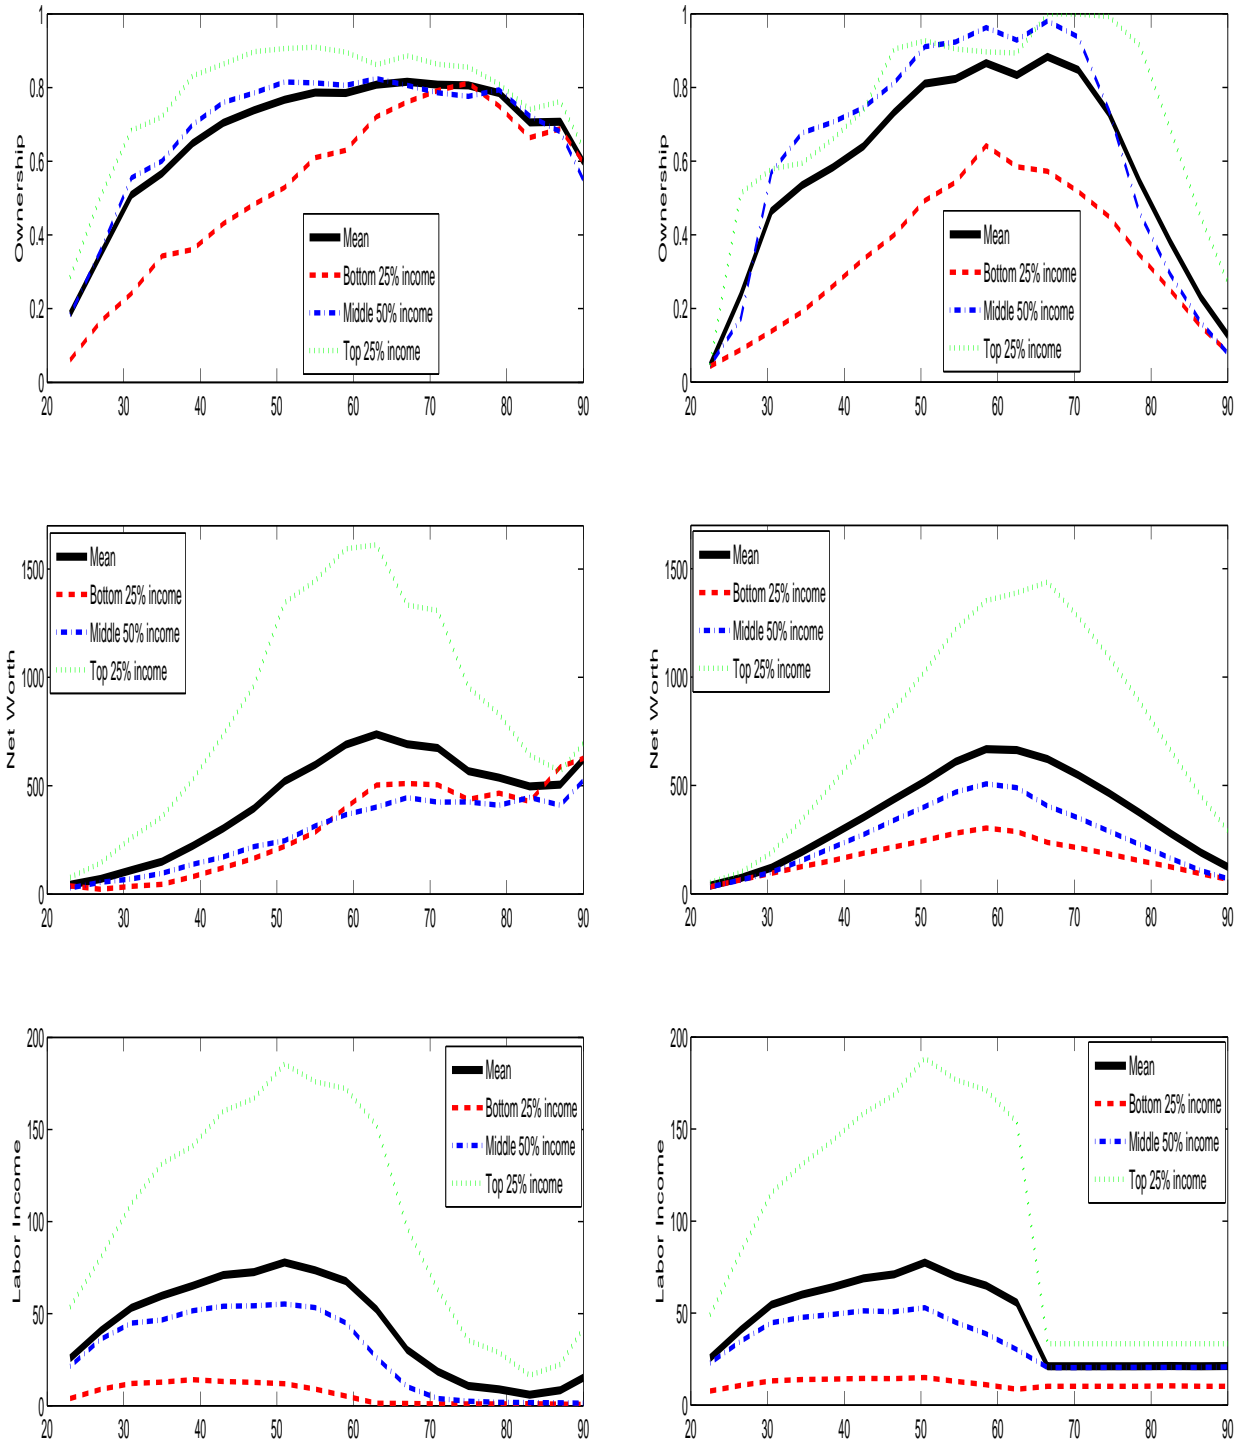 1
0.8
0.6
0.4
0.2
0
Ownership
Mean
Bottom 25% income
Middle 50% income
Top 25% income
20 30 40 50 60 70 80 90
1
0.8
0.6
0.4
0.2
0
Ownership
Mean
Bottom 25% income
Middle 50% income
Top 25% income
20 30 40 50 60 70 80 90
1500
1000
500
0
Net Worth
Mean
Bottom 25% income
Middle 50% income
Top 25% income
20 30 40 50 60 70 80 90
1500
1000
500
0
Net Worth
Mean
Bottom 25% income
Middle 50% income
Top 25% income
20 30 40 50 60 70 80 90
200
150
100
50
0
Labor Income
Mean
Bottom 25% income
Middle 50% income
Top 25% income
20 30 40 50 60 70 80 90
200
150
100
50
0
Labor Income
Mean
Bottom 25% income
Middle 50% income
Top 25% income
20 30 40 50 60 70 80 90